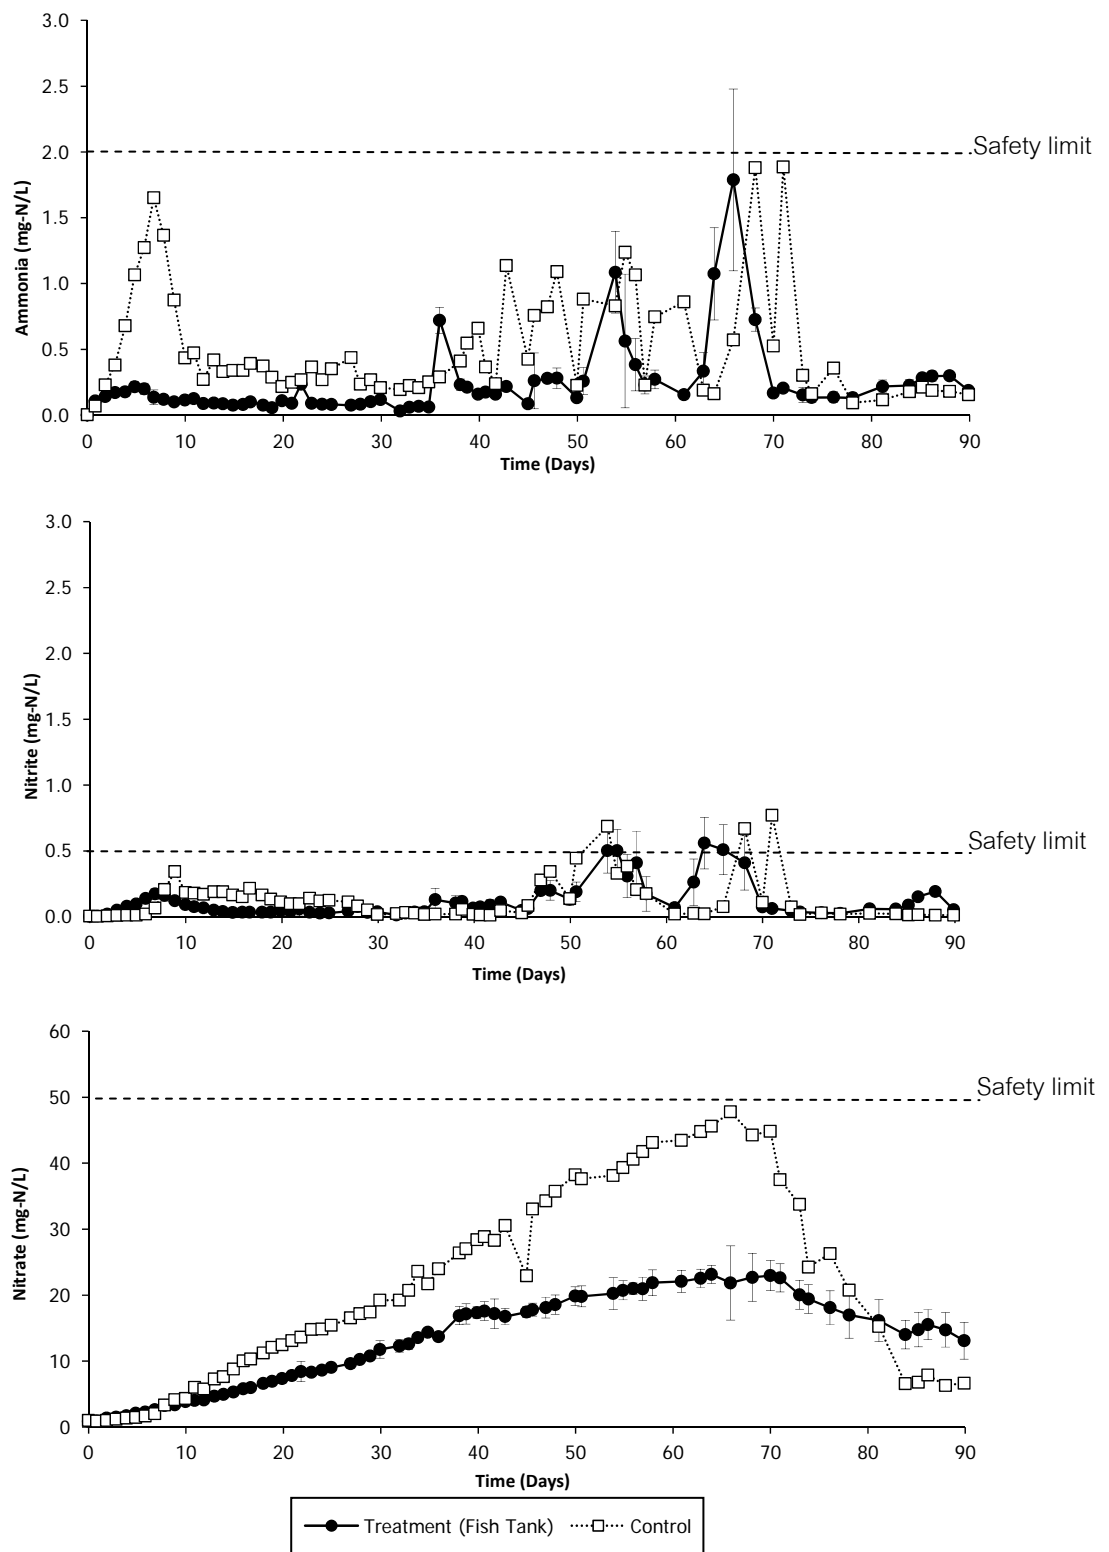 3.0
2.5
2.0
Safety limit
1.5
1.0
0.5
0.0
Ammonia (mg-N/L)
0 10 20 30 40 50 60 70 80 90
Time (Days)
3.0
2.5
2.0
1.5
1.0
Safety limit
0.5
0.0
Nitrite (mg-N/L)
0 10 20 30 40 50 60 70 80 90
Time (Days)
60
50
Safety limit
40
30
20
10
0
Nitrate (mg-N/L)
0 10 20 30 40 50 60 70 80 90
Time (Days)
Treatment (Fish Tank) Control